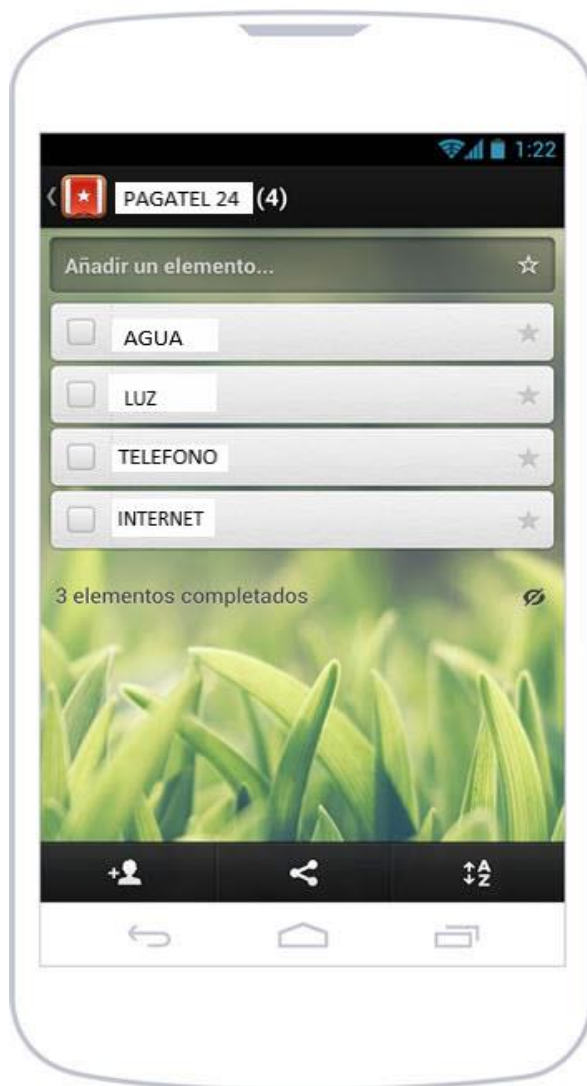 1:22
PAGATEL 24 (4)
Añadir un elemento...
AGUA
LUZ
TELEFONO
INTERNET
3 elementos completados
A
Z